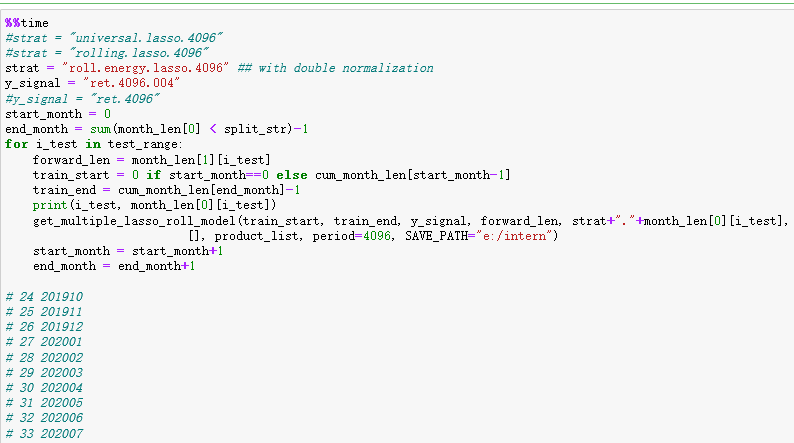 %%time
#strat = "universal.lasso.4096"
#strat = "rolling.lasso.4096"
strat = "roll.energy.lasso.4096" ## with double normalization
y_signal = "ret.4096.004"
#y_signal = "ret.4096"
start_month = 0
end_month = sum(month_len[0] < split_str)-1
for i_test in test_range:
    forward_len = month_len[1][i_test]
    train_start = 0 if start_month==0 else cum_month_len[start_month-1]
    train_end = cum_month_len[end_month]-1
    print(i_test, month_len[0][i_test])
    get_multiple_lasso_roll_model(train_start, train_end, y_signal, forward_len, strat+"."+month_len[0][i_test],
                          [], product_list, period=4096, SAVE_PATH="e:/intern")
    start_month = start_month+1
    end_month = end_month+1
# 24 201910
# 25 201911
# 26 201912
# 27 202001
# 28 202002
# 29 202003
# 30 202004
# 31 202005
# 32 202006
# 33 202007